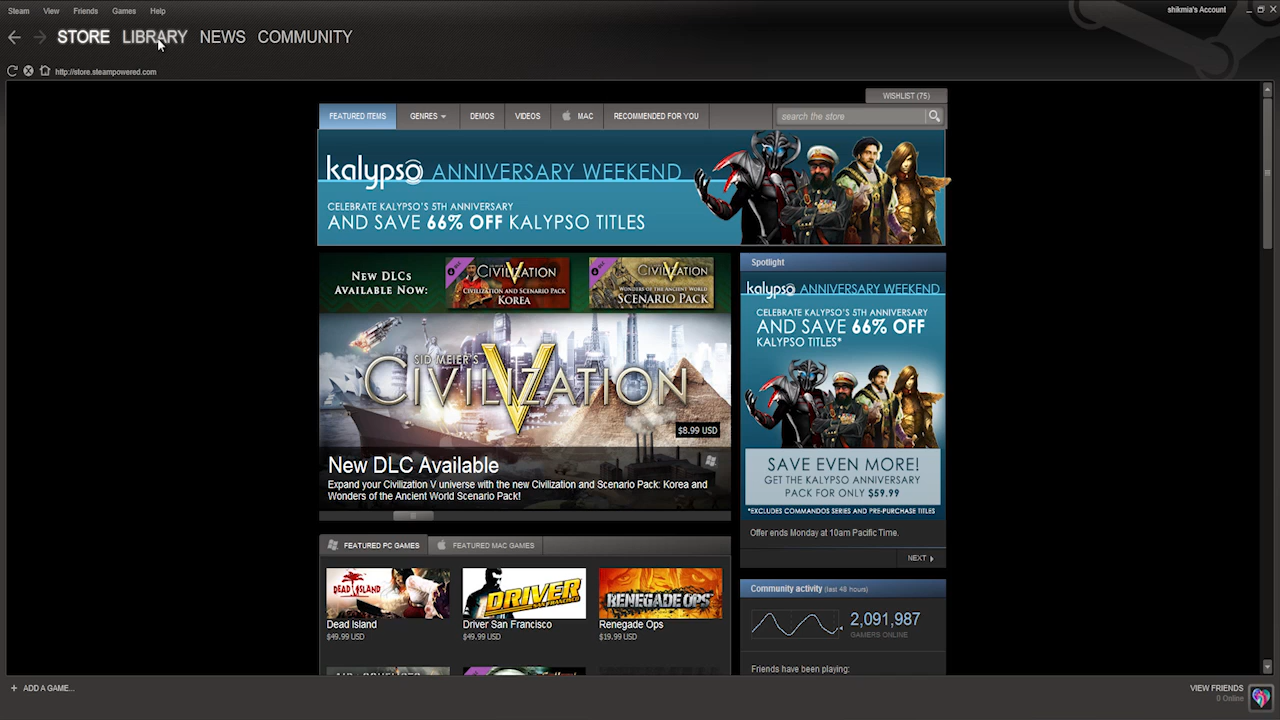 Steam View Friends Games Help
shikmia's Account
STORE LIBRARY NEWS COMMUNITY
http://store.steampowered.com
WISHLIST (75)
FEATURED ITEMS GENRES DEMOS VIDEOS MAC RECOMMENDED FOR YOU
search the store
kalypso ANNIVERSARY WEEKEND
CELEBRATE KALYPSO'S 5TH ANNIVERSARY
AND SAVE 66% OFF KALYPSO TITLES
NEW DLCS
AVAILABLE NOW:
CIVILIZATION V
CIVILIZATION AND SCENARIO PACK
KOREA
CIVILIZATION V
WONDERS OF THE ANCIENT WORLD
SCENARIO PACK
SID MEIER'S
CIVILIZATION V
$8.99 USD
New DLC Available
Expand your Civilization V universe with the new Civilization and Scenario Pack: Korea and
Wonders of the Ancient World Scenario Pack!
Spotlight
kalypso ANNIVERSARY WEEKEND
CELEBRATE KALYPSO'S 5TH ANNIVERSARY
AND SAVE 66% OFF
KALYPSO TITLES*
SAVE EVEN MORE!
GET THE KALYPSO ANNIVERSARY
PACK FOR ONLY $59.99
*EXCLUDES COMMANDOS SERIES AND PRE-PURCHASE TITLES
Offer ends Monday at 10am Pacific Time.
NEXT
FEATURED PC GAMES FEATURED MAC GAMES
DEAD ISLAND
Dead Island
$49.99 USD
DRIVER
SAN FRANCISCO
Driver San Francisco
$49.99 USD
RENEGADE OPS
Renegade Ops
$19.99 USD
Community activity (last 48 hours)
2,091,987
GAMERS ONLINE
Friends have been playing:
+ ADD A GAME...
VIEW FRIENDS
0 Online